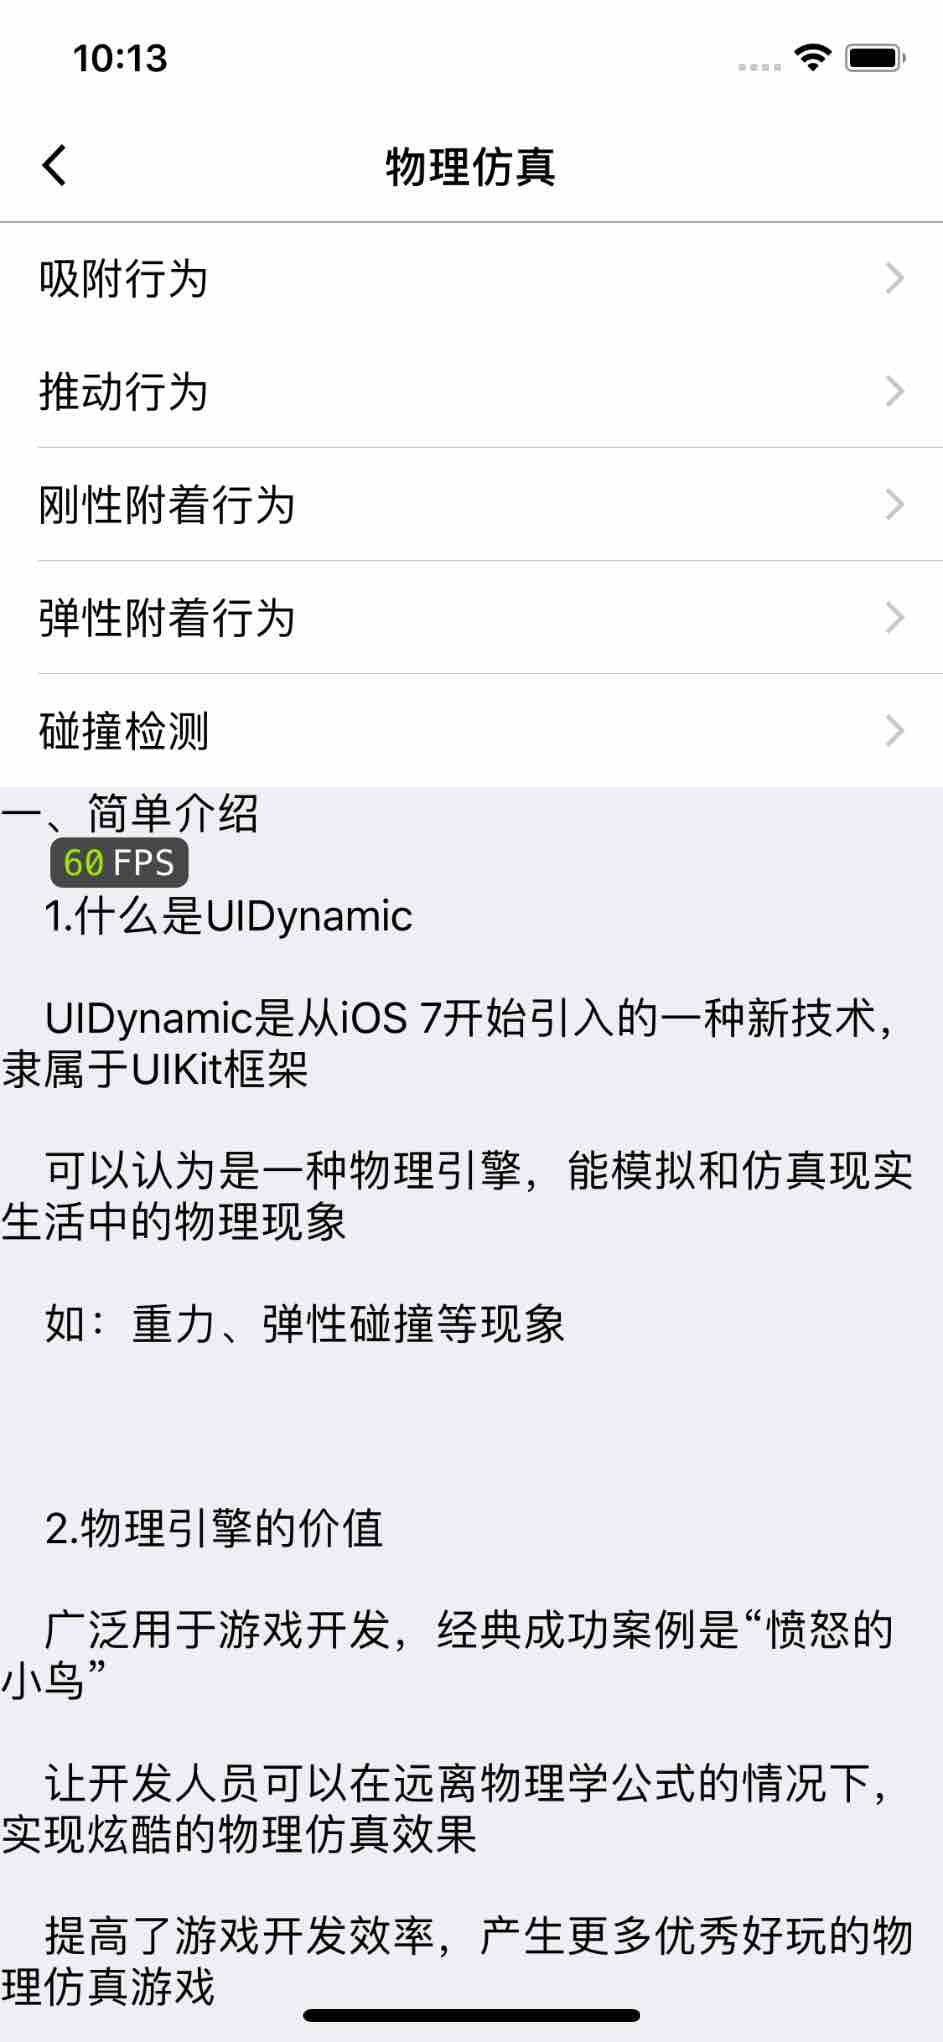 10:13
物理仿真
吸附行为
推动行为
刚性附着行为
弹性附着行为
碰撞检测
一、简单介绍
60 FPS
1.什么是UIDynamic
UIDynamic是从iOS 7开始引入的一种新技术，
隶属于UIKit框架
可以认为是一种物理引擎，能模拟和仿真现实
生活中的物理现象
如：重力、弹性碰撞等现象
2.物理引擎的价值
广泛用于游戏开发，经典成功案例是“愤怒的
小鸟”
让开发人员可以在远离物理学公式的情况下，
实现炫酷的物理仿真效果
提高了游戏开发效率，产生更多优秀好玩的物
理仿真游戏